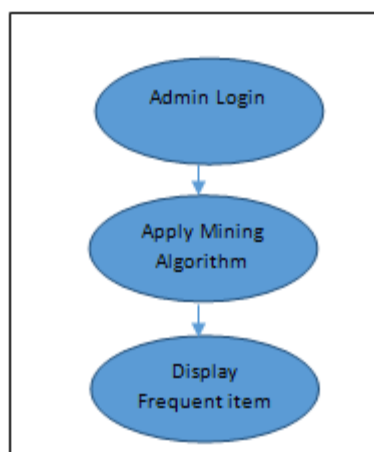 Admin Login
Apply Mining
Algorithm
Display
Frequent item